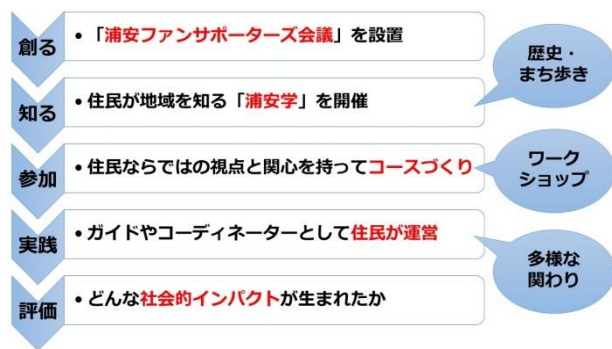 創る
・「浦安ファンサポーターズ会議」を設置
歴史・
まち歩き
知る
・住民が地域を知る「浦安学」を開催
参加
・住民ならではの視点と関心を持ってコースづくり
ワーク
ショップ
実践
・ガイドやコーディネーターとして住民が運営
多様な
関わり
評価
・どんな社会的インパクトが生まれたか